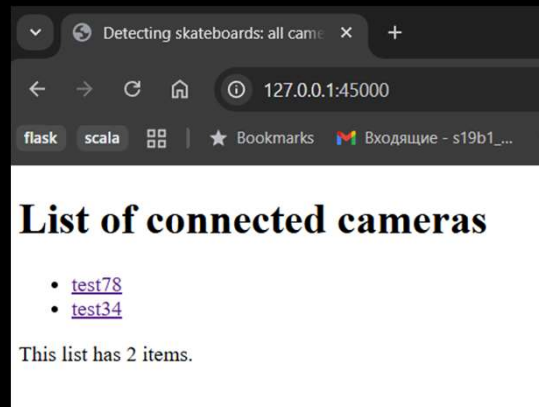 Detecting skateboards: all came
127.0.0.1:45000
flask scala Bookmarks Входящие - s19b1_...
List of connected cameras
• test78
• test34
This list has 2 items.